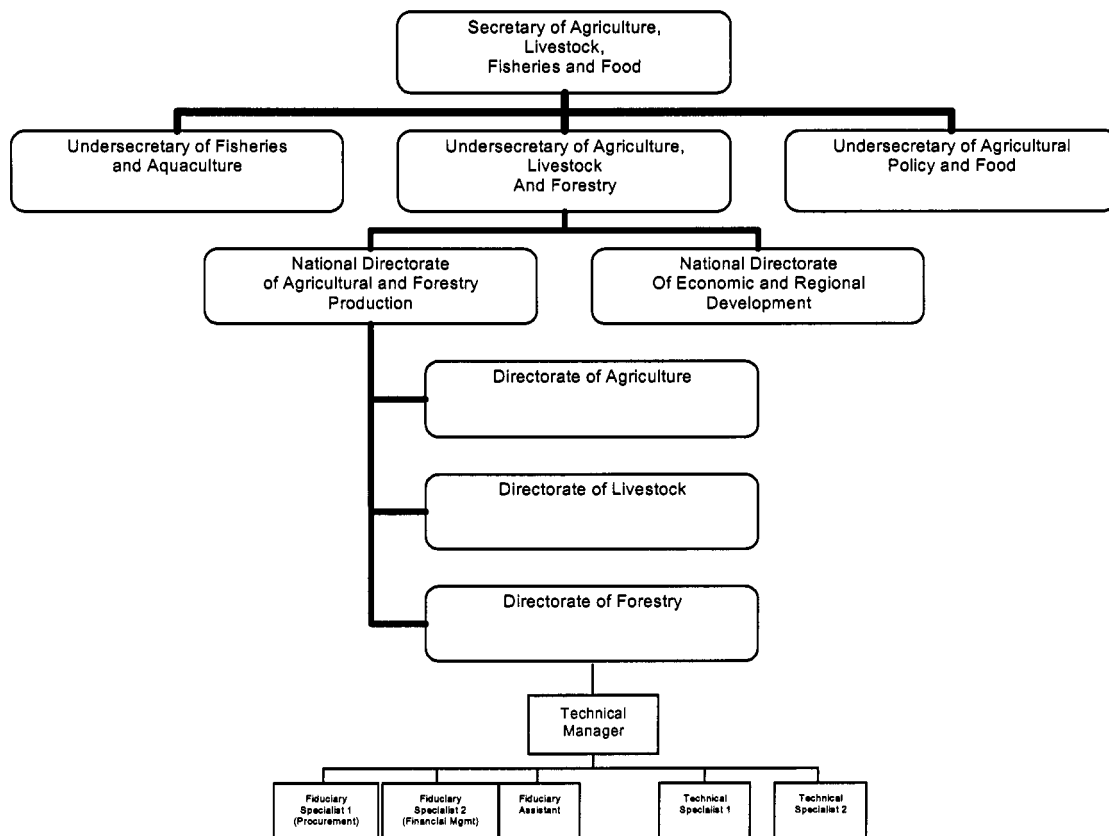 Secretary of Agriculture,
Livestock,
Fisheries and Food
Undersecretary of Fisheries
and Aquaculture
Undersecretary of Agriculture,
Livestock
And Forestry
Undersecretary of Agricultural
Policy and Food
National Directorate
of Agricultural and Forestry
Production
National Directorate
Of Economic and Regional
Development
Directorate of Agriculture
Directorate of Livestock
Directorate of Forestry
Technical
Manager
Fiduciary
Specialist 1
(Procurement)
Fiduciary
Specialist 2
(Financial Mgmt)
Fiduciary
Assistant
Technical
Specialist 1
Technical
Specialist 2